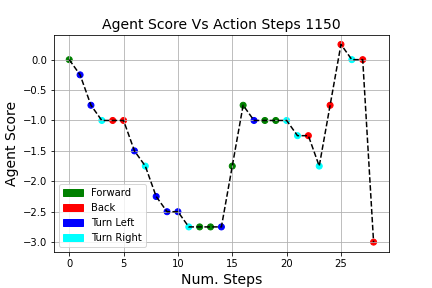 Agent Score Vs Action Steps 1150
Agent Score
0.0
−0.5
−1.0
−1.5
−2.0
−2.5
−3.0
Forward
Back
Turn Left
Turn Right
0
5
10
15
20
25
Num. Steps